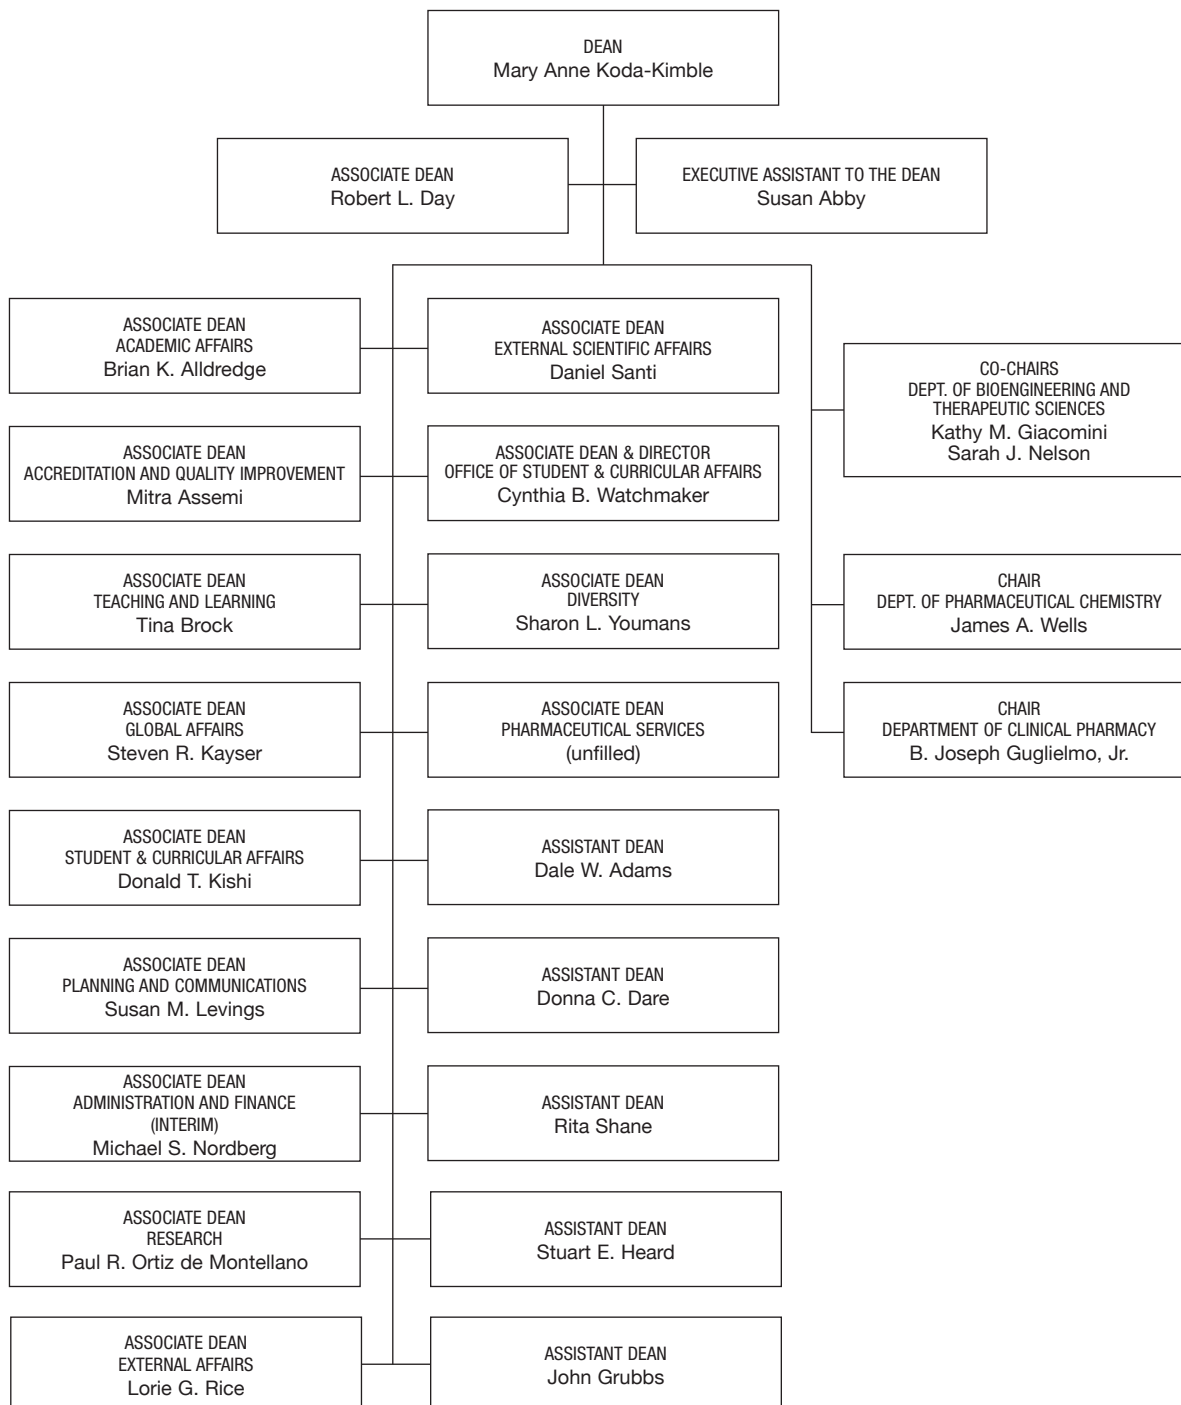 DEAN
Mary Anne Koda-Kimble
ASSOCIATE DEAN
Robert L. Day
EXECUTIVE ASSISTANT TO THE DEAN
Susan Abby
ASSOCIATE DEAN
ACADEMIC AFFAIRS
Brian K. Alldredge
ASSOCIATE DEAN
EXTERNAL SCIENTIFIC AFFAIRS
Daniel Santi
ASSOCIATE DEAN
ACCREDITATION AND QUALITY IMPROVEMENT
Mitra Assemi
ASSOCIATE DEAN & DIRECTOR
OFFICE OF STUDENT & CURRICULAR AFFAIRS
Cynthia B. Watchmaker
ASSOCIATE DEAN
TEACHING AND LEARNING
Tina Brock
ASSOCIATE DEAN
DIVERSITY
Sharon L. Youmans
ASSOCIATE DEAN
GLOBAL AFFAIRS
Steven R. Kayser
ASSOCIATE DEAN
PHARMACEUTICAL SERVICES
(unfilled)
ASSOCIATE DEAN
STUDENT & CURRICULAR AFFAIRS
Donald T. Kishi
ASSISTANT DEAN
Dale W. Adams
ASSOCIATE DEAN
PLANNING AND COMMUNICATIONS
Susan M. Levings
ASSISTANT DEAN
Donna C. Dare
ASSOCIATE DEAN
ADMINISTRATION AND FINANCE
(INTERIM)
Michael S. Nordberg
ASSISTANT DEAN
Rita Shane
ASSOCIATE DEAN
RESEARCH
Paul R. Ortiz de Montellano
ASSISTANT DEAN
Stuart E. Heard
ASSOCIATE DEAN
EXTERNAL AFFAIRS
Lorie G. Rice
ASSISTANT DEAN
John Grubbs
CO-CHAIRS
DEPT. OF BIOENGINEERING AND
THERAPEUTIC SCIENCES
Kathy M. Giacomini
Sarah J. Nelson
CHAIR
DEPT. OF PHARMACEUTICAL CHEMISTRY
James A. Wells
CHAIR
DEPARTMENT OF CLINICAL PHARMACY
B. Joseph Guglielmo, Jr.